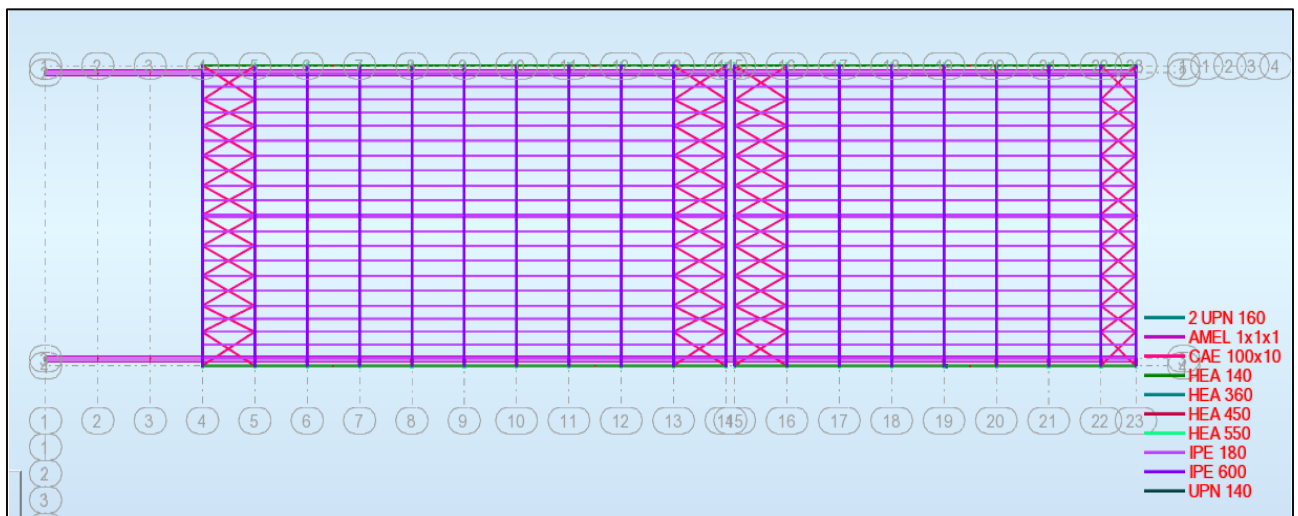 4 5 6 7 8 9 10 11 12 13 15 16 17 18 19 20 21 22 23 1 1 2 3 4
2 UPN 160
AMEL 1x1x1
CAE 100x10
HEA 140
HEA 360
HEA 450
HEA 550
IPE 180
IPE 600
UPN 140
1 2 3 4 5 6 7 8 9 10 11 12 13 14 15 16 17 18 19 20 21 22 23
1
2
3